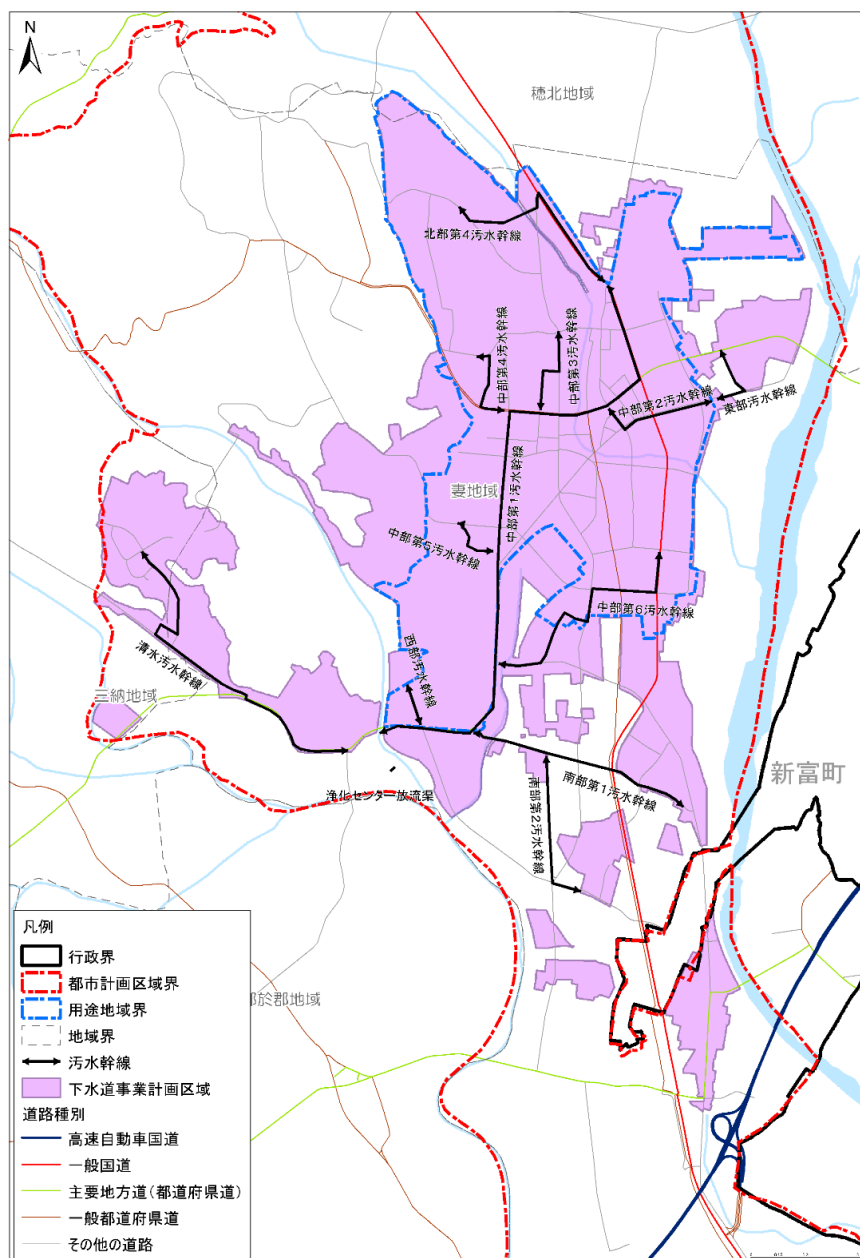 N
穂北地域
北部第4汚水幹線
中部第4汚水幹線
中部第3汚水幹線
中部第2汚水幹線
東部汚水幹線
中部第1汚水幹線
妻地域
中部第5汚水幹線
中部第6汚水幹線
西部汚水幹線
清水汚水幹線
三納地域
新富町
南部第1汚水幹線
浄化センター放流渠
南部第2汚水幹線
於郡地域
凡例
行政界
都市計画区域界
用途地域界
地域界
汚水幹線
下水道事業計画区域
道路種別
高速自動車国道
一般国道
主要地方道(都道府県道)
一般都道府県道
その他の道路